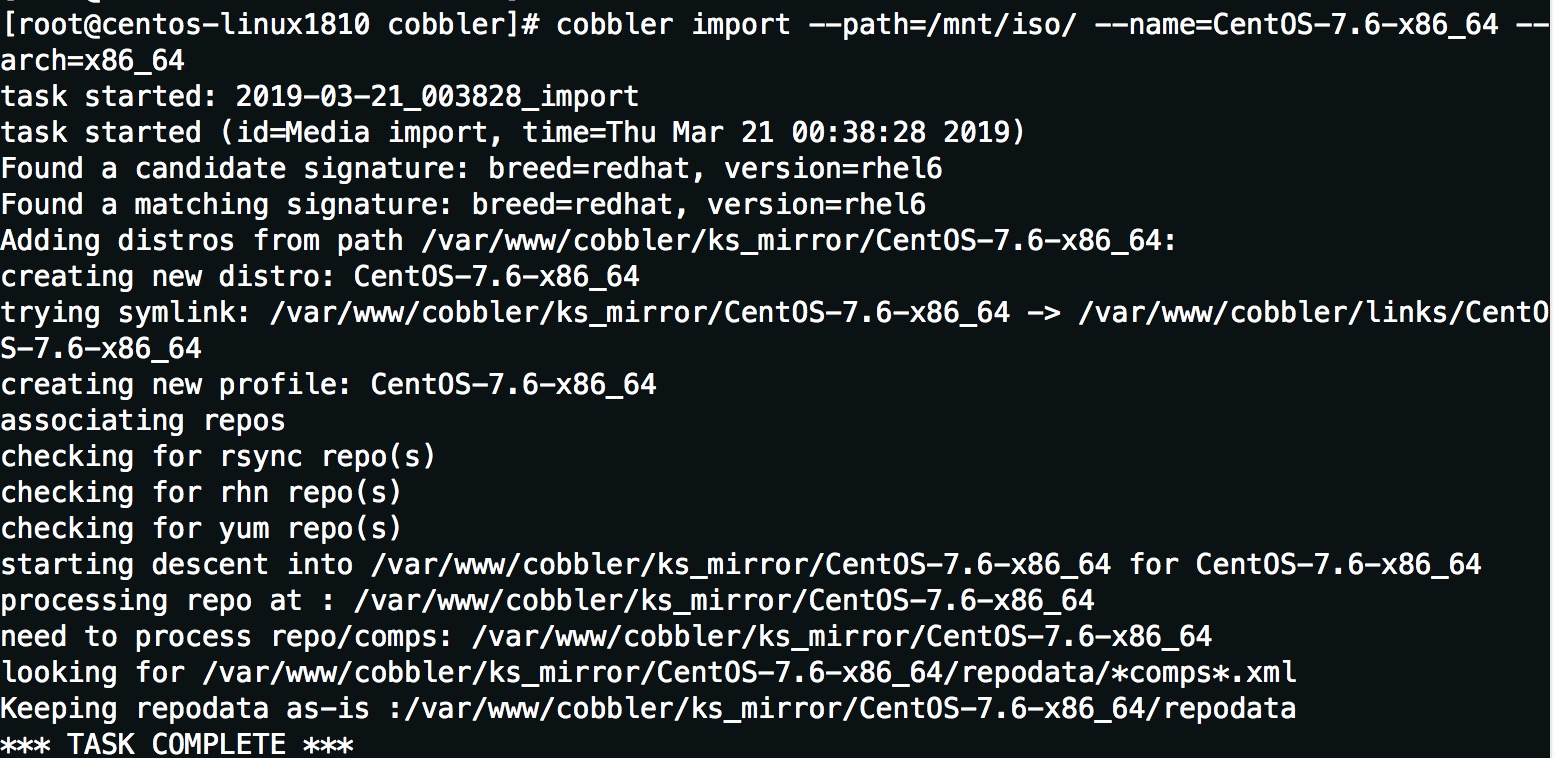 [root@centos-linux1810 cobbler]# cobbler import --path=/mnt/iso/ --name=CentOS-7.6-x86_64 --
arch=x86_64
task started: 2019-03-21_003828_import
task started (id=Media import, time=Thu Mar 21 00:38:28 2019)
Found a candidate signature: breed=redhat, version=rhel6
Found a matching signature: breed=redhat, version=rhel6
Adding distros from path /var/www/cobbler/ks_mirror/CentOS-7.6-x86_64:
creating new distro: CentOS-7.6-x86_64
trying symlink: /var/www/cobbler/ks_mirror/CentOS-7.6-x86_64 -> /var/www/cobbler/links/CentO
S-7.6-x86_64
creating new profile: CentOS-7.6-x86_64
associating repos
checking for rsync repo(s)
checking for rhn repo(s)
checking for yum repo(s)
starting descent into /var/www/cobbler/ks_mirror/CentOS-7.6-x86_64 for CentOS-7.6-x86_64
processing repo at : /var/www/cobbler/ks_mirror/CentOS-7.6-x86_64
need to process repo/comps: /var/www/cobbler/ks_mirror/CentOS-7.6-x86_64
looking for /var/www/cobbler/ks_mirror/CentOS-7.6-x86_64/repodata/*comps*.xml
Keeping repodata as-is :/var/www/cobbler/ks_mirror/CentOS-7.6-x86_64/repodata
*** TASK COMPLETE ***